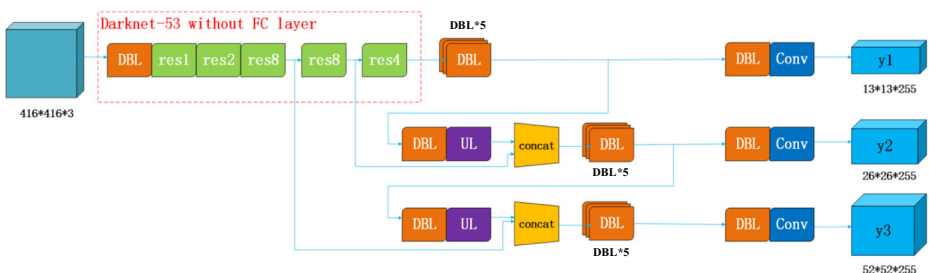 Darknet-53 without FC layer
DBL*5
DBL res1 res2 res8 res8 res4 DBL DBL Conv y1
416*416*3
13*13*255
DBL UL concat DBL DBL Conv y2
DBL*5
26*26*255
DBL UL concat DBL DBL Conv y3
DBL*5
52*52*255